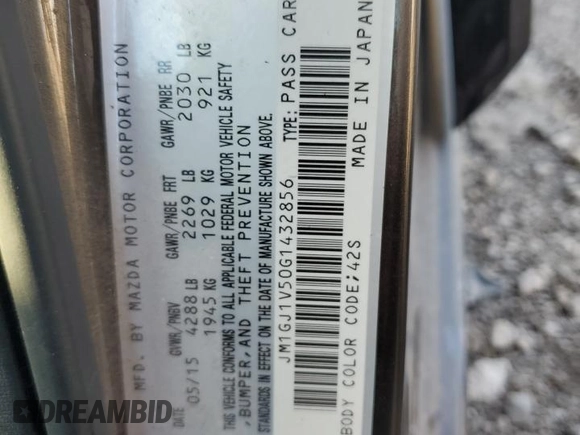 MFD. BY MAZDA MOTOR CORPORATION
GVWR/PNBV GAWR/PNBE FRT GAWR/PNBE RR
DATE 05/15 4288 LB 2269 LB 2030 LB
1945 KG 1029 KG 921 KG
THIS VEHICLE CONFORMS TO ALL APPLICABLE FEDERAL MOTOR VEHICLE SAFETY
,BUMPER,AND THEFT PREVENTION
STANDARDS IN EFFECT ON THE DATE OF MANUFACTURE SHOWN ABOVE.
JM1GJ1V50G1432856 TYPE: PASS CAR
BODY COLOR CODE;42S MADE IN JAPAN
DREAMBID